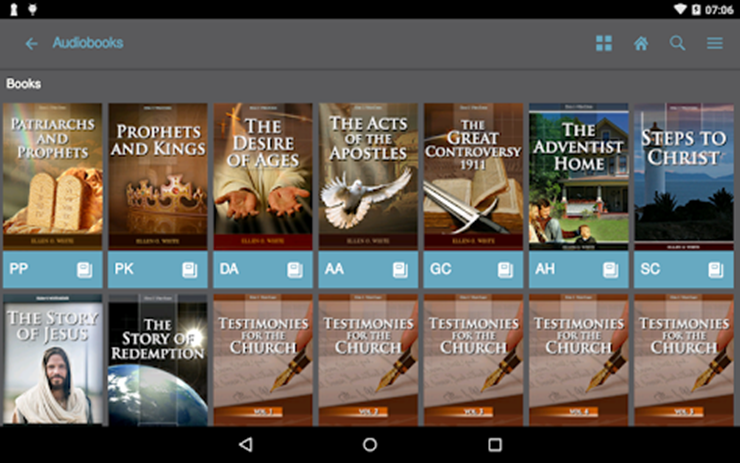 07:06
Audiobooks
Books
PATRIARCHS
AND
PROPHETS
ELLEN G. WHITE
PP
PROPHETS
AND KINGS
ELLEN G. WHITE
PK
THE
DESIRE
OF AGES
ELLEN G. WHITE
DA
THE ACTS
OF THE
APOSTLES
ELLEN G. WHITE
AA
THE
GREAT
CONTROVERSY
1911
ELLEN G. WHITE
GC
THE
ADVENTIST
HOME
ELLEN G. WHITE
AH
STEPS TO
CHRIST
ELLEN G. WHITE
SC
THE STORY
OF JESUS
THE
STORY OF
REDEMPTION
TESTIMONIES
FOR THE
CHURCH
VOL. 1
TESTIMONIES
FOR THE
CHURCH
VOL. 2
TESTIMONIES
FOR THE
CHURCH
VOL. 3
TESTIMONIES
FOR THE
CHURCH
VOL. 4
TESTIMONIES
FOR THE
CHURCH
VOL. 5